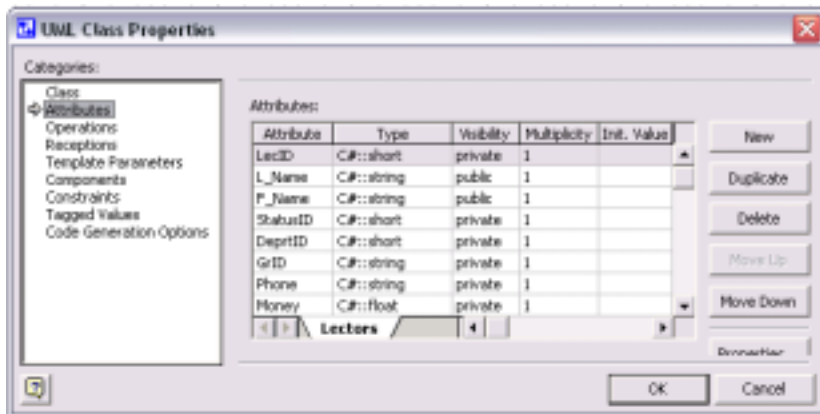 UML Class Properties
Categories:
Class
Attributes
Operations
Receptions
Template Parameters
Components
Constraints
Tagged Values
Code Generation Options
Attributes:
Attribute Type Visibility Multiplicity Init. Value
LecID C#::short private 1
L_Name C#::string public 1
F_Name C#::string public 1
StatusID C#::short private 1
DeprtID C#::short private 1
GrID C#::string private 1
Phone C#::string private 1
Money C#::float private 1
Lectors
New
Duplicate
Delete
Move Up
Move Down
Properties...
OK Cancel